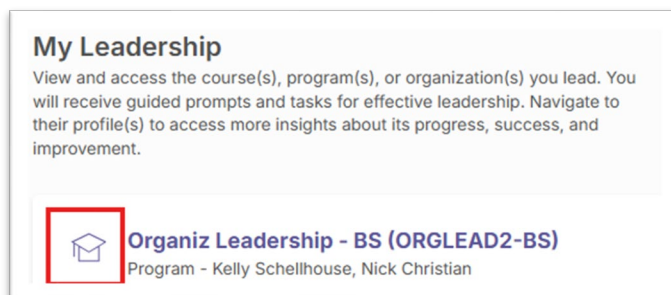 My Leadership
View and access the course(s), program(s), or organization(s) you lead. You
will receive guided prompts and tasks for effective leadership. Navigate to
their profile(s) to access more insights about its progress, success, and
improvement.
Organiz Leadership - BS (ORGLEAD2-BS)
Program - Kelly Schellhouse, Nick Christian